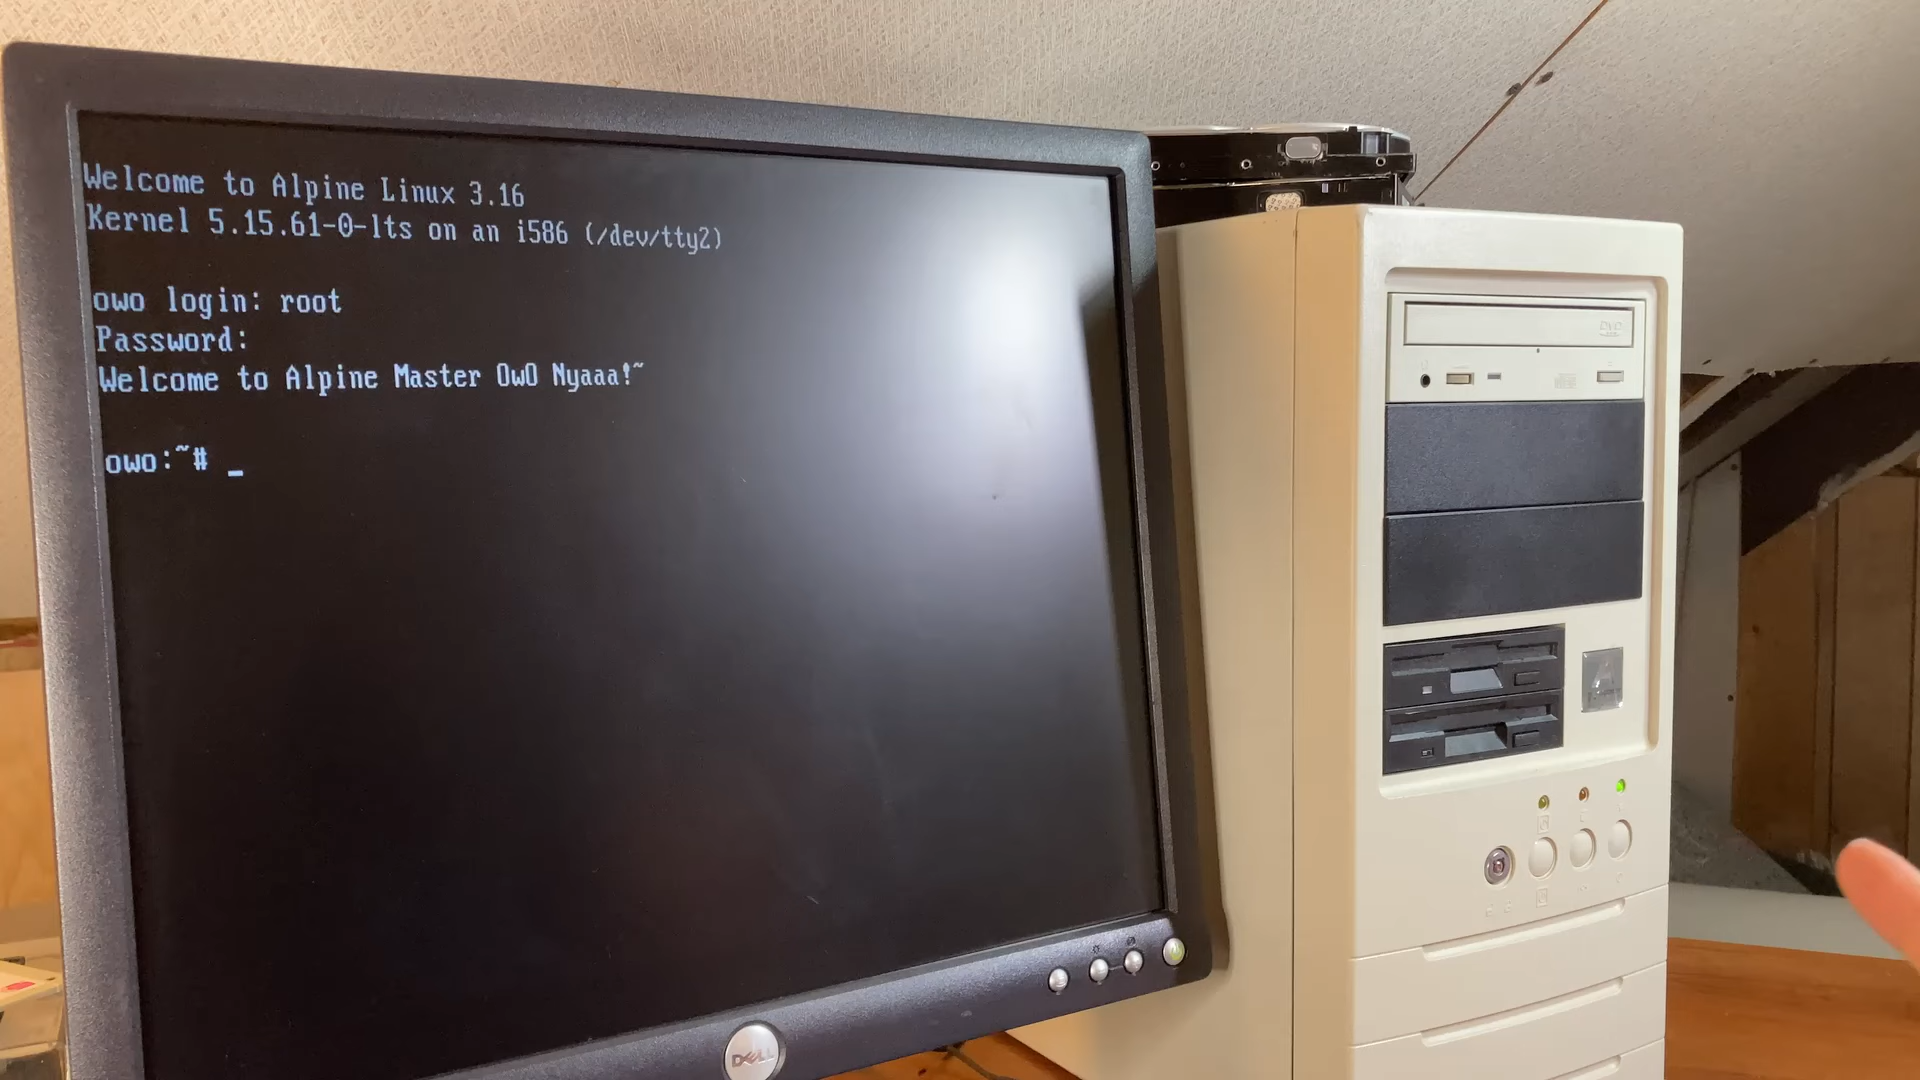 Welcome to Alpine Linux 3.16
Kernel 5.15.61-0-lts on an i586 (/dev/tty2)
owo login: root
Password:
Welcome to Alpine Master OwO Nyaaa!~
owo:~# _
DELL
DVD